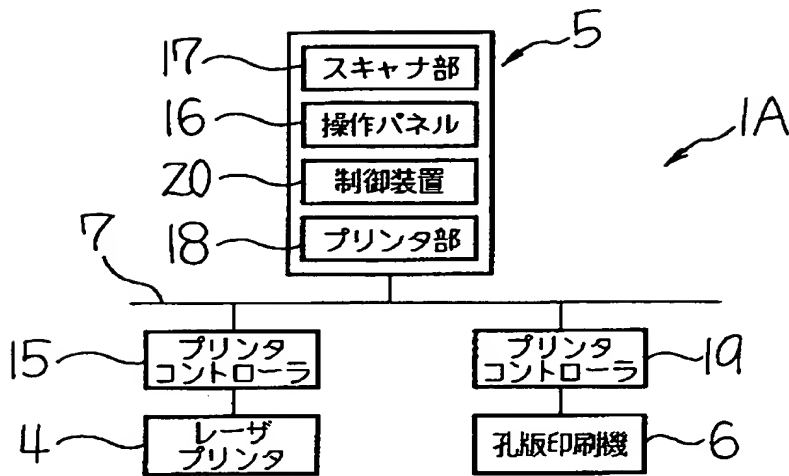 17 スキャナ部 5
16 操作パネル 1A
20 制御装置
18 プリンタ部
7
15 プリンタ コントローラ プリンタ コントローラ 19
4 レーザ プリンタ 孔版印刷機 6